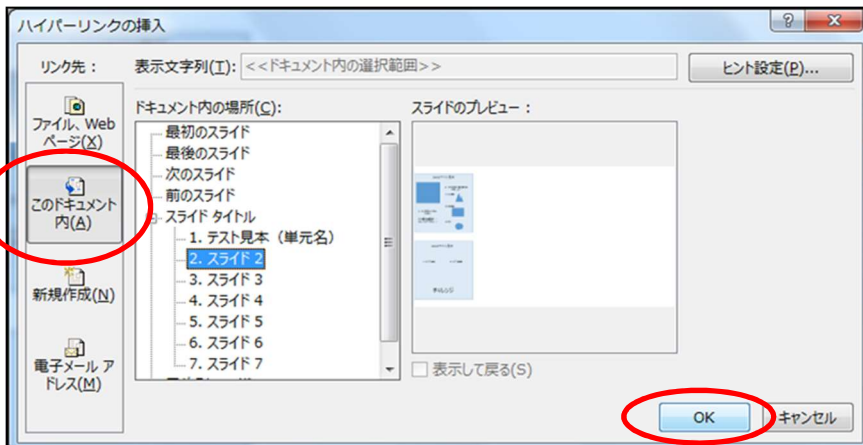 ハイパーリンクの挿入
リンク先：
表示文字列(T): <<ドキュメント内の選択範囲>>
ヒント設定(P)...
ファイル、Web
ページ(X)
このドキュメント
内(A)
新規作成(N)
電子メール ア
ドレス(M)
ドキュメント内の場所(C):
最初のスライド
最後のスライド
次のスライド
前のスライド
スライド タイトル
1. テスト見本（単元名）
2. スライド 2
3. スライド 3
4. スライド 4
5. スライド 5
6. スライド 6
7. スライド 7
スライドのプレビュー：
チャレンジ
表示して戻る(S)
OK
キャンセル